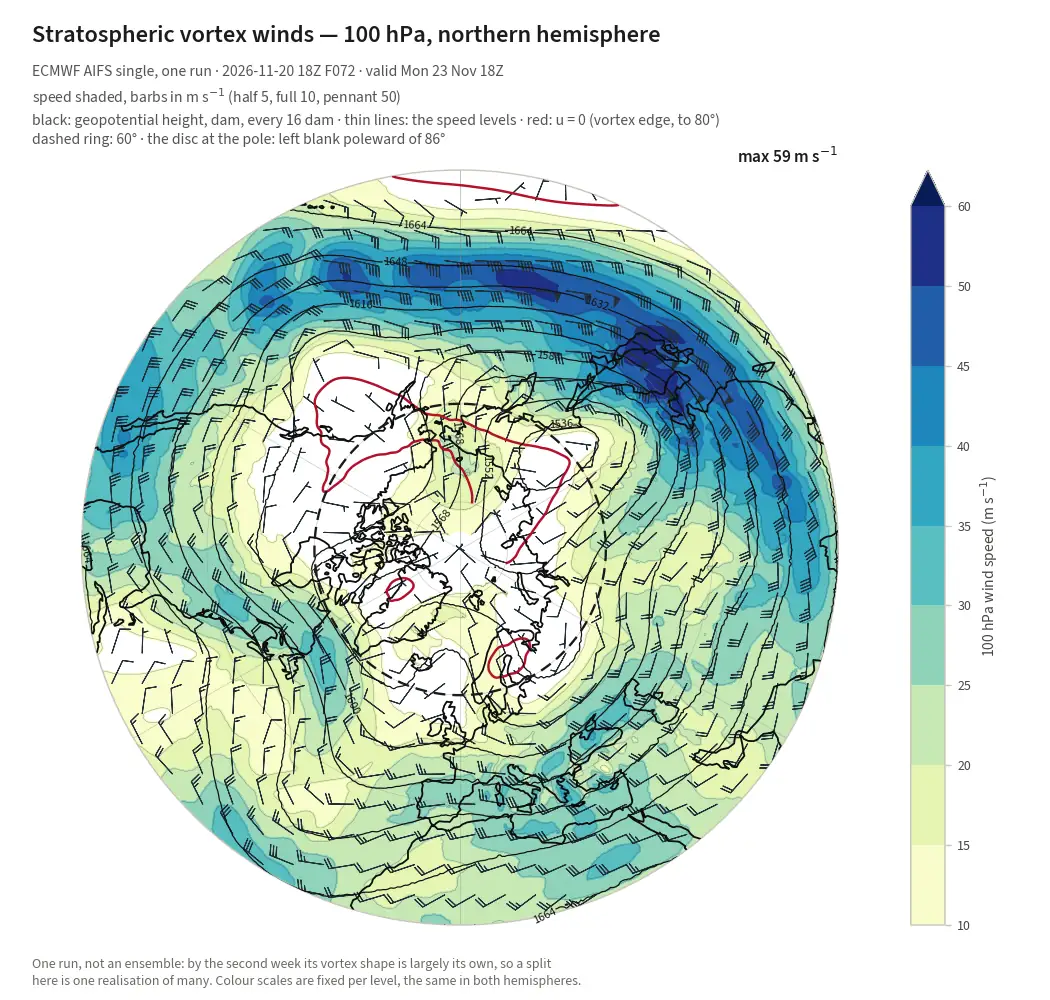 Stratospheric vortex winds — 100 hPa, northern hemisphere
ECMWF AIFS single, one run · 2026-11-20 18Z F072 · valid Mon 23 Nov 18Z
speed shaded, barbs in m s⁻¹ (half 5, full 10, pennant 50)
black: geopotential height, dam, every 16 dam · thin lines: the speed levels · red: u = 0 (vortex edge, to 80°)
dashed ring: 60° · the disc at the pole: left blank poleward of 86°
max 59 m s⁻¹
1664
1664
1648
1616
1632
1536
1568
1600
1664
60
50
45
40
35
30
25
20
15
10
100 hPa wind speed (m s⁻¹)
One run, not an ensemble: by the second week its vortex shape is largely its own, so a split
here is one realisation of many. Colour scales are fixed per level, the same in both hemispheres.